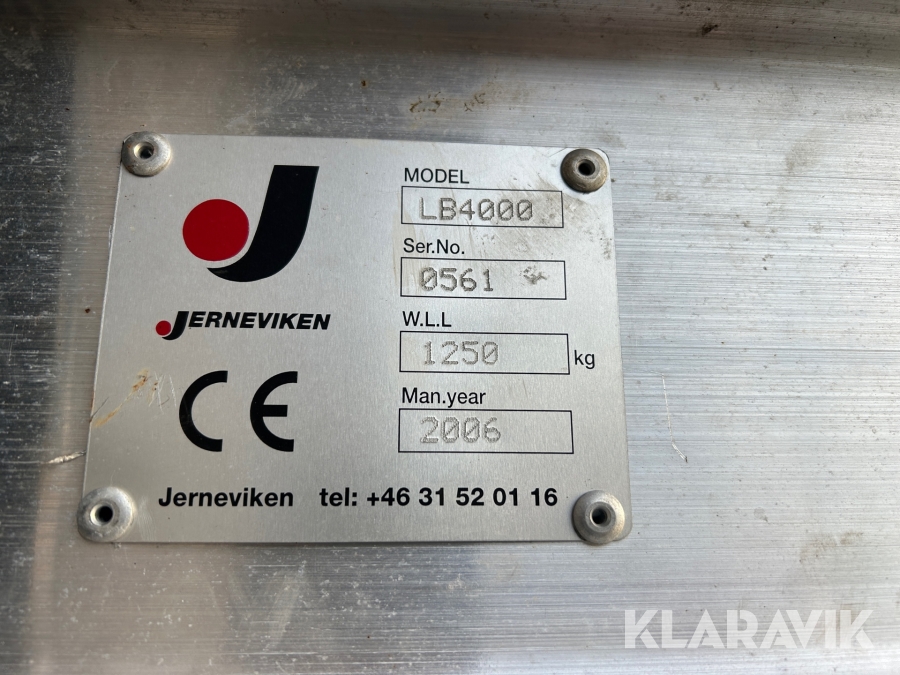 MODEL
LB4000
Ser.No.
0561
JERNEVIKEN
W.L.L
1250 kg
CE
Man.year
2006
Jerneviken tel: +46 31 52 01 16
KLARAVIK